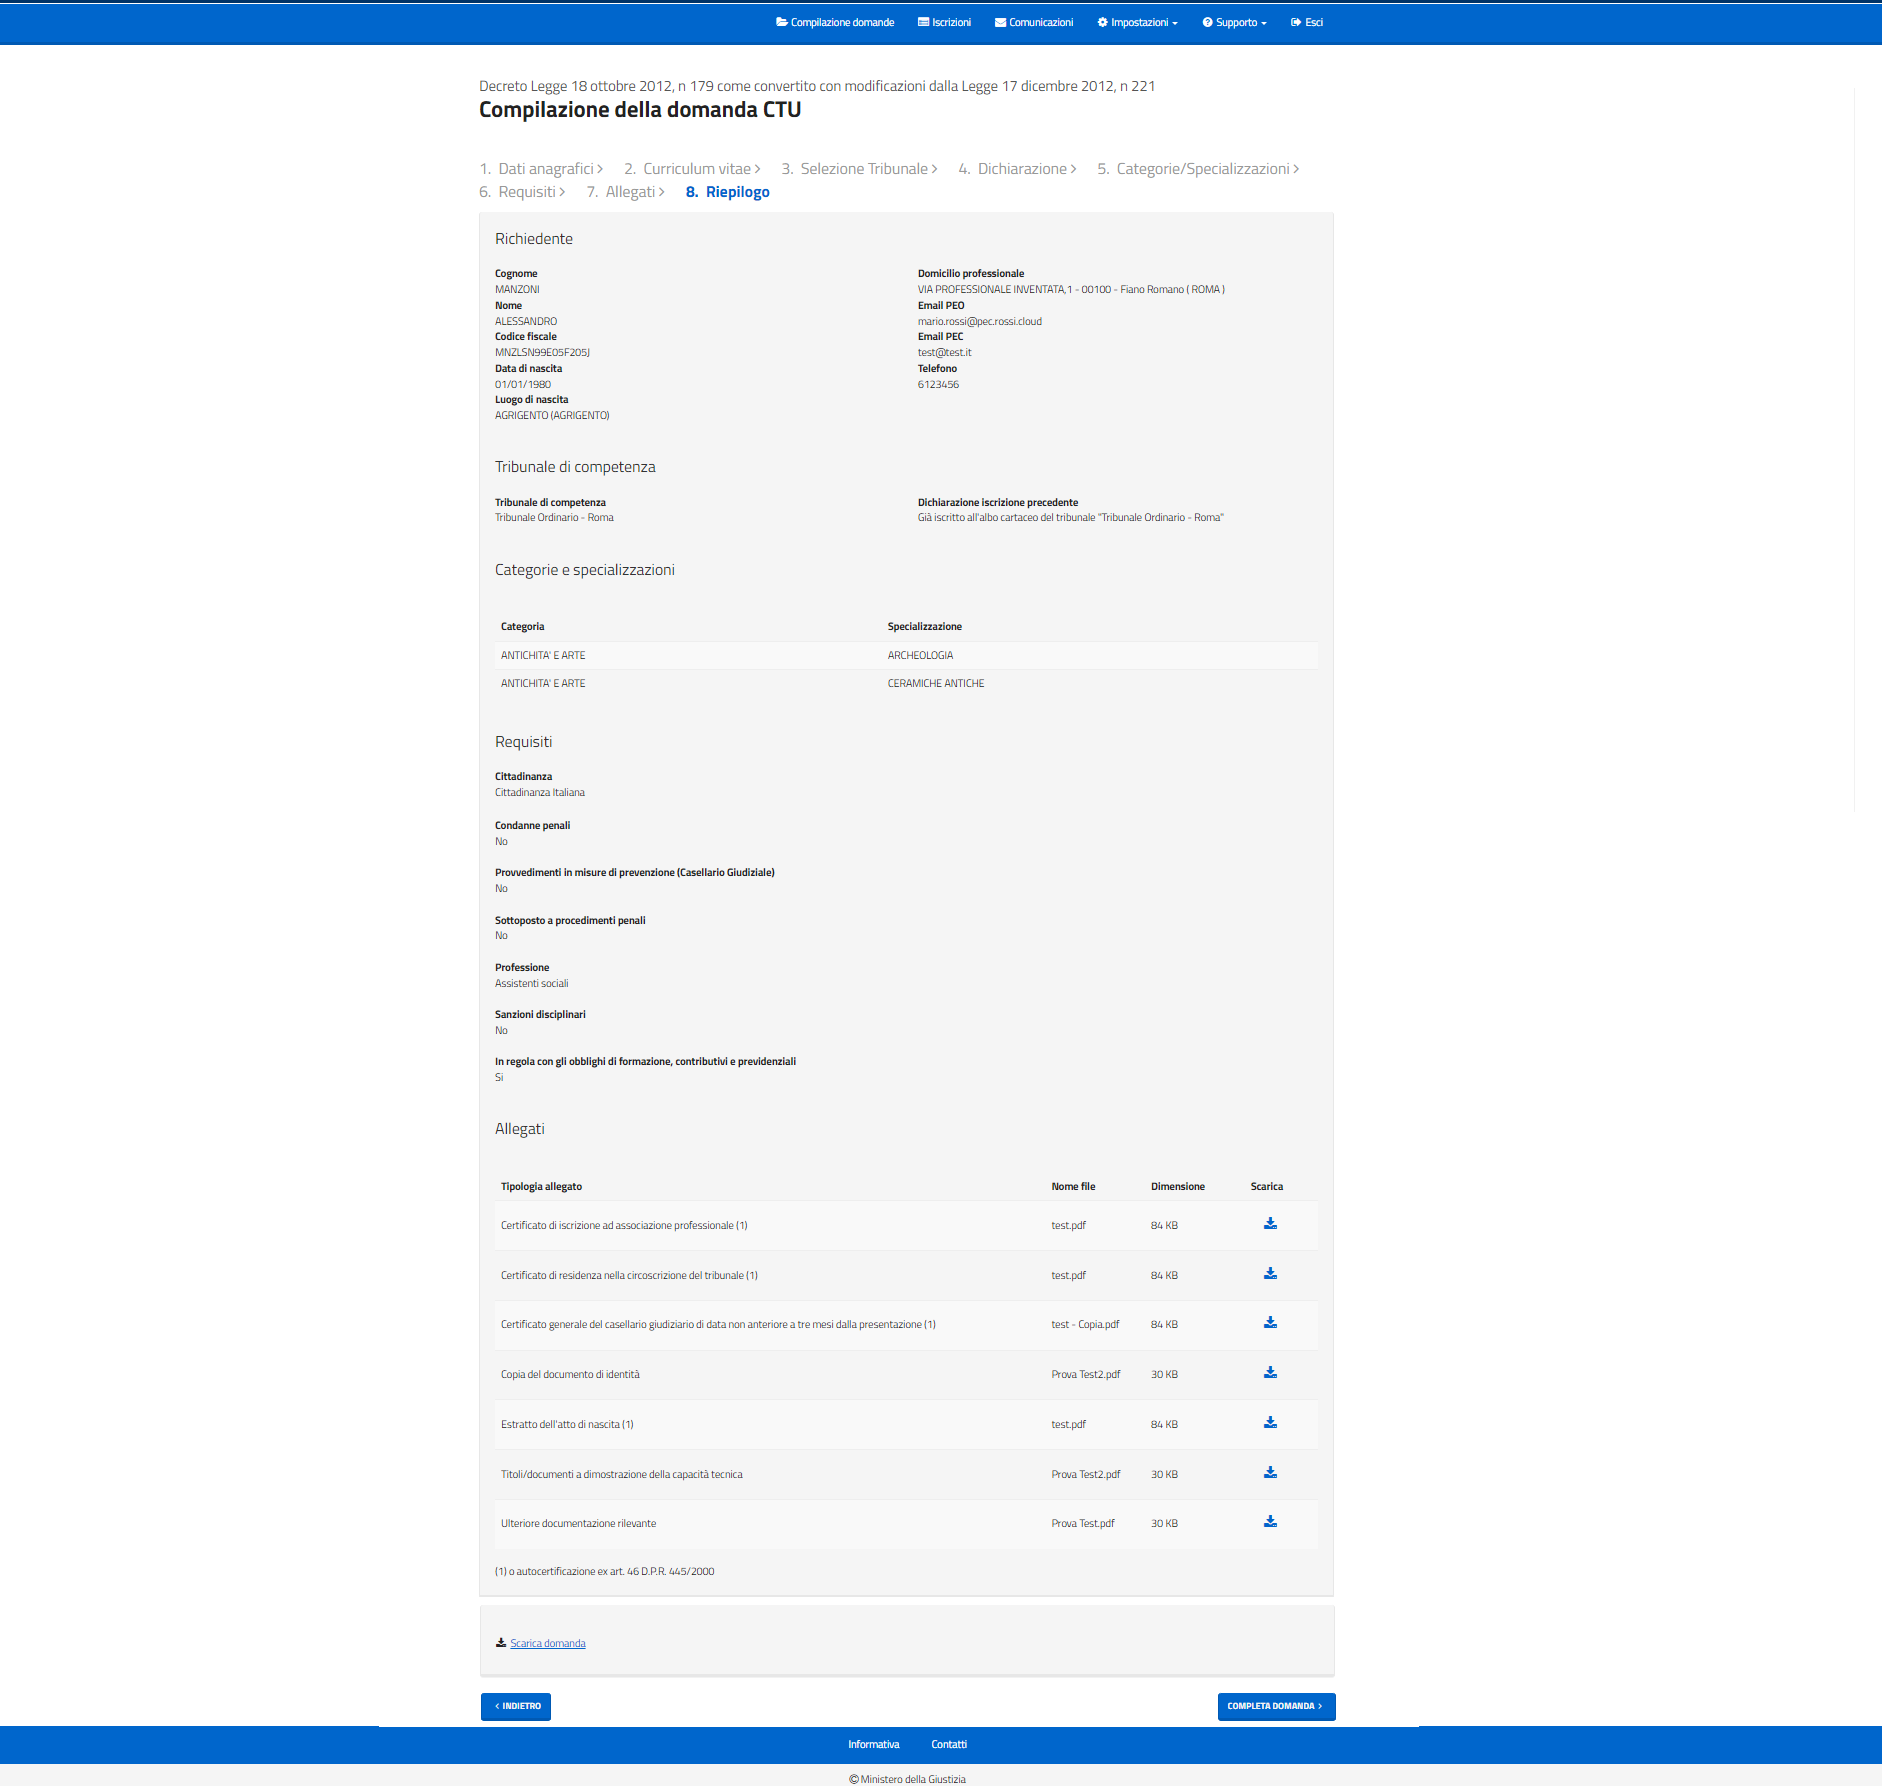 Compilazione domande Iscrizioni Comunicazioni Impostazioni Supporto Esci
Decreto Legge 18 ottobre 2012, n 179 come convertito con modificazioni dalla Legge 17 dicembre 2012, n 221
Compilazione della domanda CTU
1. Dati anagrafici > 2. Curriculum vitae > 3. Selezione Tribunale > 4. Dichiarazione > 5. Categorie/Specializzazioni >
6. Requisiti > 7. Allegati > 8. Riepilogo
Richiedente
Cognome
MANZONI
Nome
ALESSANDRO
Codice fiscale
MNZLSN99E05F205J
Data di nascita
01/01/1980
Luogo di nascita
AGRIGENTO (AGRIGENTO)
Domicilio professionale
VIA PROFESSIONALE INVENTATA,1 - 00100 - Fiano Romano ( ROMA )
Email PEO
mario.rossi@pec.rossi.cloud
Email PEC
test@test.it
Telefono
6123456
Tribunale di competenza
Tribunale di competenza
Tribunale Ordinario - Roma
Dichiarazione iscrizione precedente
Già iscritto all'albo cartaceo del tribunale "Tribunale Ordinario - Roma"
Categorie e specializzazioni
Categoria Specializzazione
ANTICHITA' E ARTE ARCHEOLOGIA
ANTICHITA' E ARTE CERAMICHE ANTICHE
Requisiti
Cittadinanza
Cittadinanza Italiana
Condanne penali
No
Provvedimenti in misure di prevenzione (Casellario Giudiziale)
No
Sottoposto a procedimenti penali
No
Professione
Assistenti sociali
Sanzioni disciplinari
No
In regola con gli obblighi di formazione, contributivi e previdenziali
Si
Allegati
Tipologia allegato Nome file Dimensione Scarica
Certificato di iscrizione ad associazione professionale (1) test.pdf 84 KB
Certificato di residenza nella circoscrizione del tribunale (1) test.pdf 84 KB
Certificato generale del casellario giudiziario di data non anteriore a tre mesi dalla presentazione (1) test - Copia.pdf 84 KB
Copia del documento di identità Prova Test2.pdf 30 KB
Estratto dell'atto di nascita (1) test.pdf 84 KB
Titoli/documenti a dimostrazione della capacità tecnica Prova Test2.pdf 30 KB
Ulteriore documentazione rilevante Prova Test.pdf 30 KB
(1) o autocertificazione ex art. 46 D.P.R. 445/2000
Scarica domanda
< INDIETRO COMPLETA DOMANDA >
Informativa Contatti
© Ministero della Giustizia